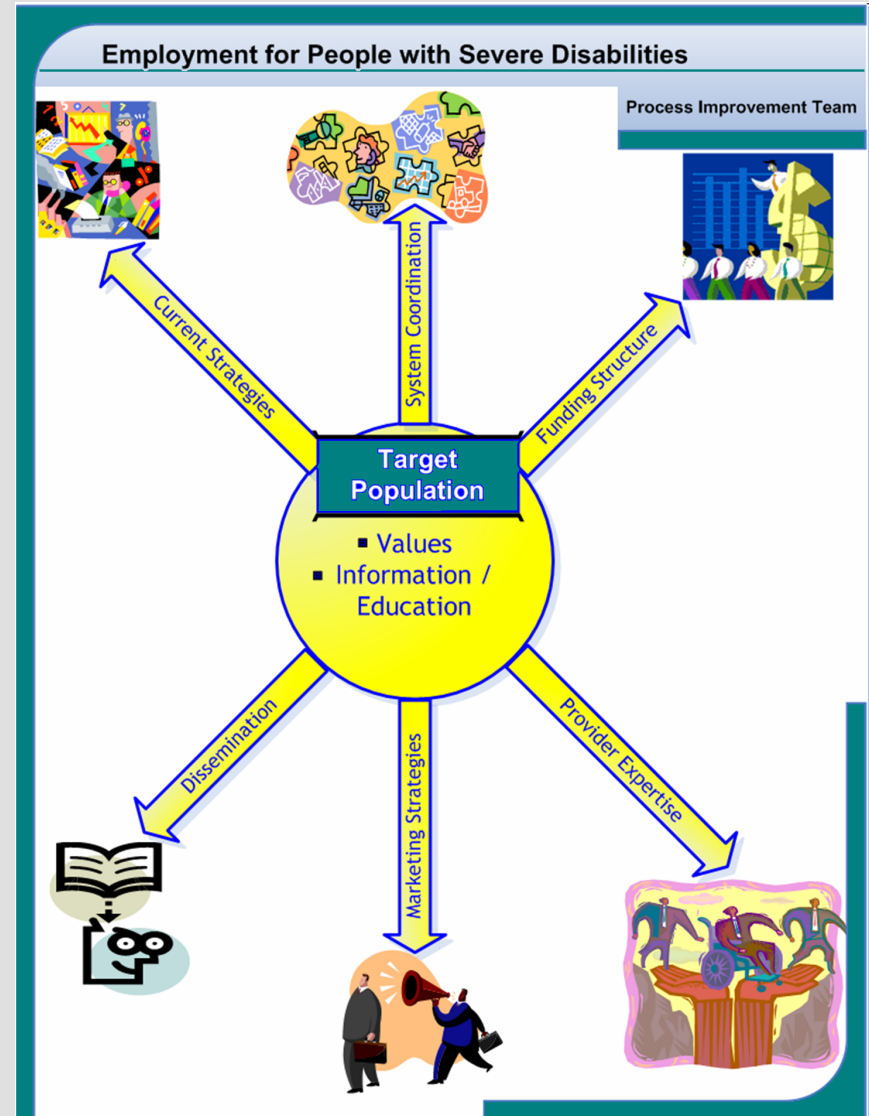 Employment for People with Severe Disabilities
Process Improvement Team
Current Strategies
System Coordination
Funding Structure
Target
Population
▪ Values
▪ Information /
Education
Dissemination
Marketing Strategies
Provider Expertise